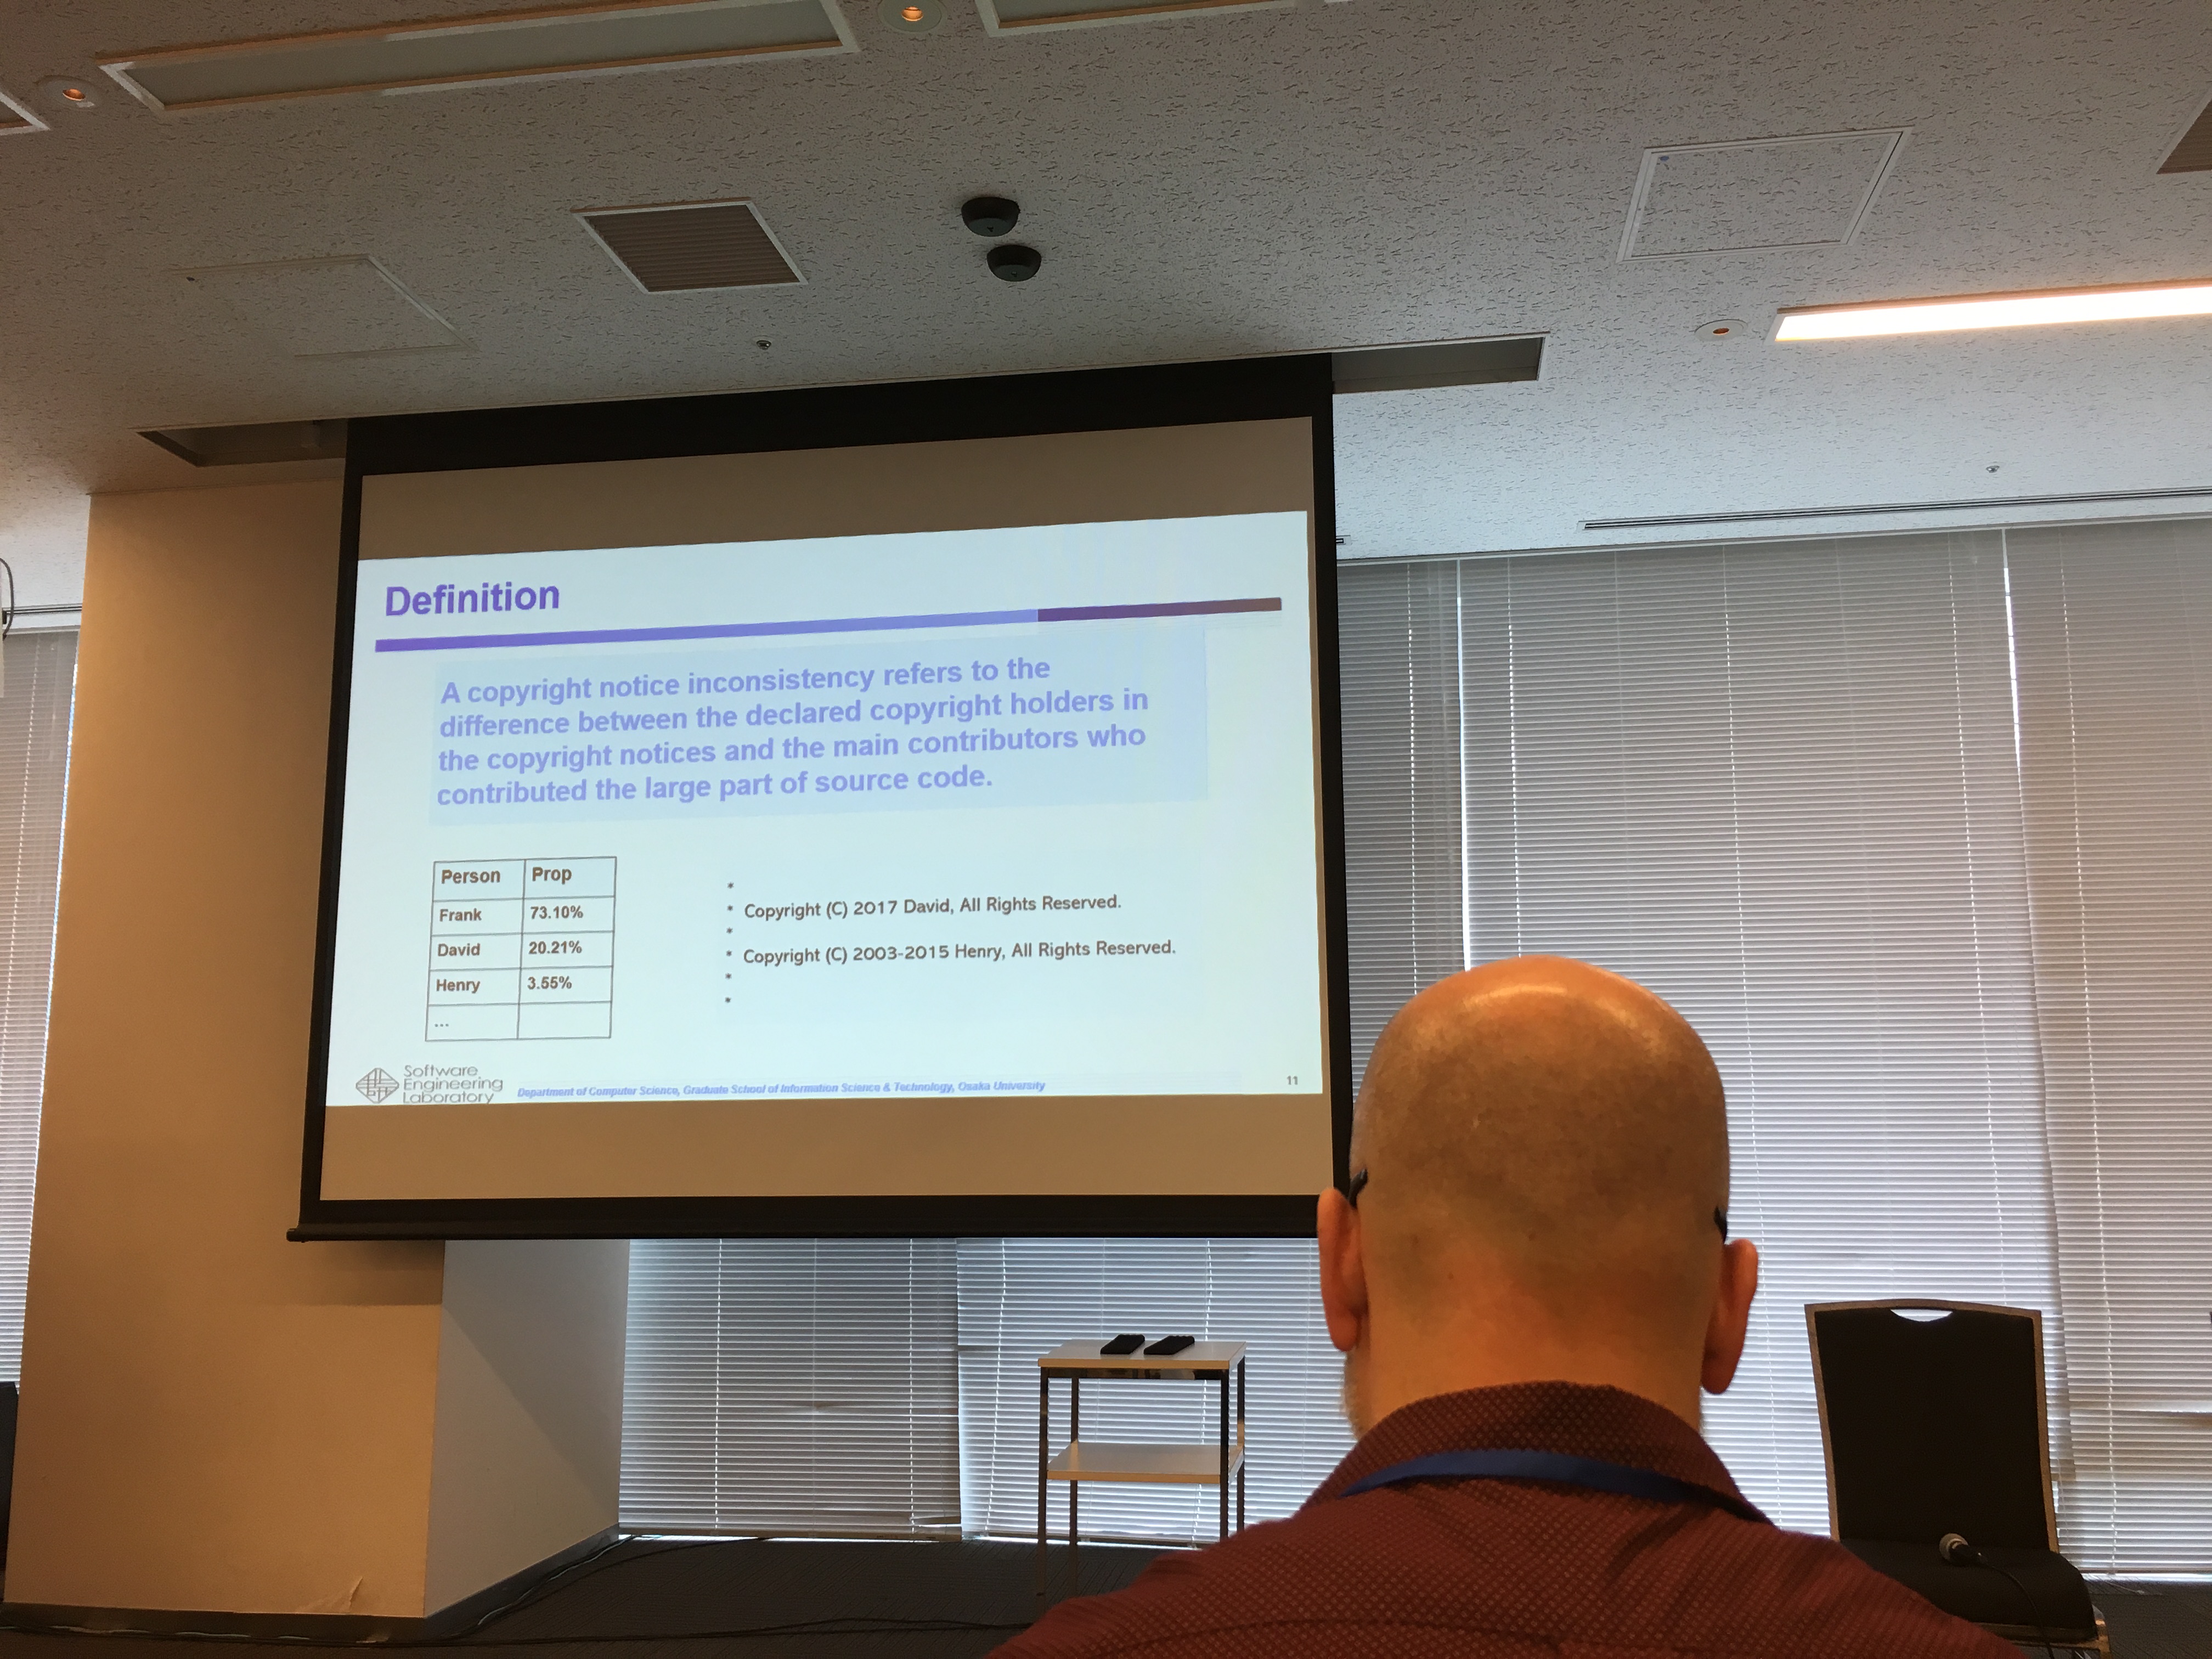 Definition
A copyright notice inconsistency refers to the
difference between the declared copyright holders in
the copyright notices and the main contributors who
contributed the large part of source code.
Person Prop
Frank 73.10%
David 20.21%
Henry 3.55%
...
*
* Copyright (C) 2017 David, All Rights Reserved.
*
* Copyright (C) 2003-2015 Henry, All Rights Reserved.
*
*
Software
Engineering
Laboratory
Department of Computer Science, Graduate School of Information Science & Technology, Osaka University
11